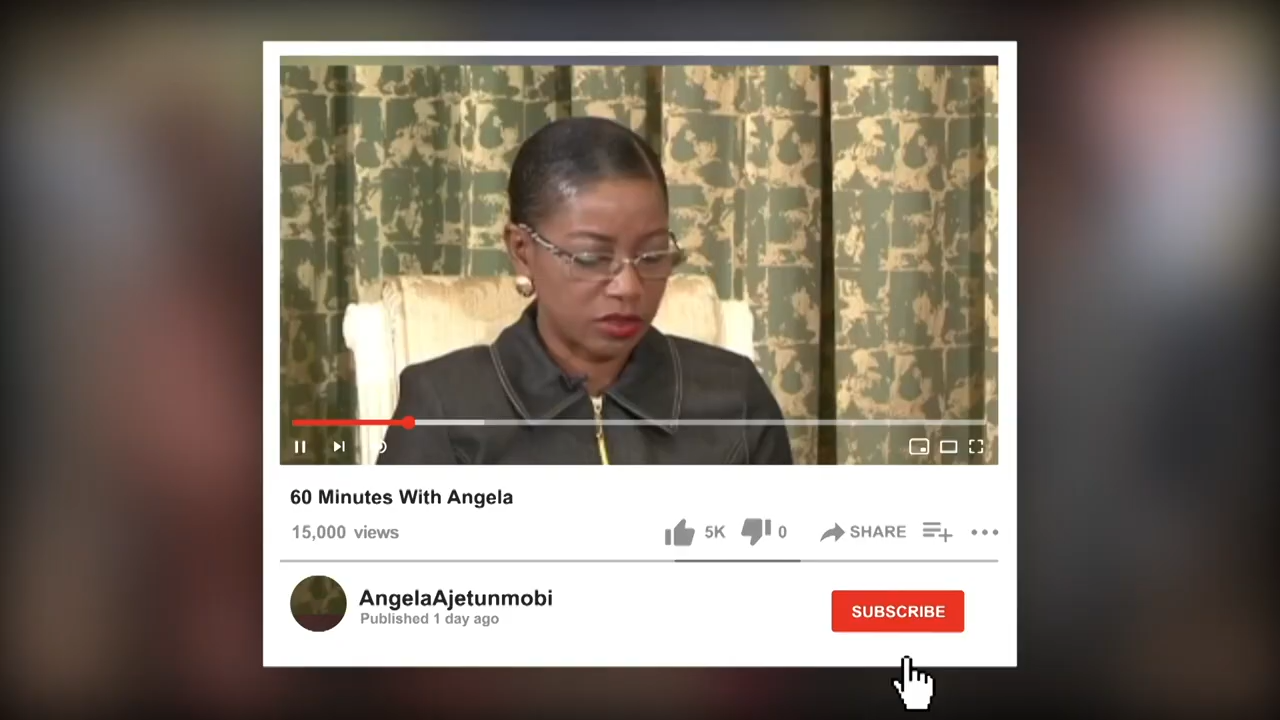 60 Minutes With Angela
15,000 views
5K
0
SHARE
AngelaAjetunmobi
Published 1 day ago
SUBSCRIBE